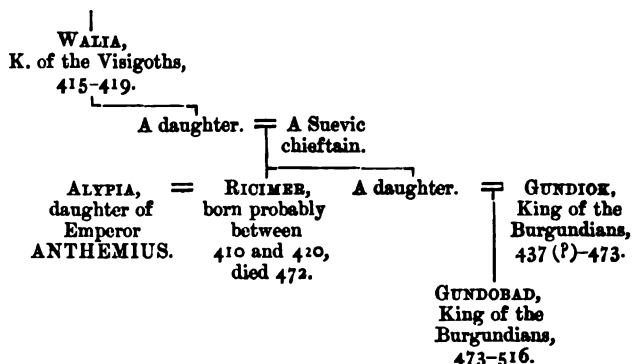 WALIA,
K. of the Visigoths,
415–419.
A daughter. = A Suevic
chieftain.
ALYPIA,
daughter of
Emperor
ANTHEMIUS.
=
RICIMER,
born probably
between
410 and 420,
died 472.
A daughter.
=
GUNDIOK,
King of the
Burgundians,
437 (?)–473.
GUNDOBAD,
King of the
Burgundians,
473–516.